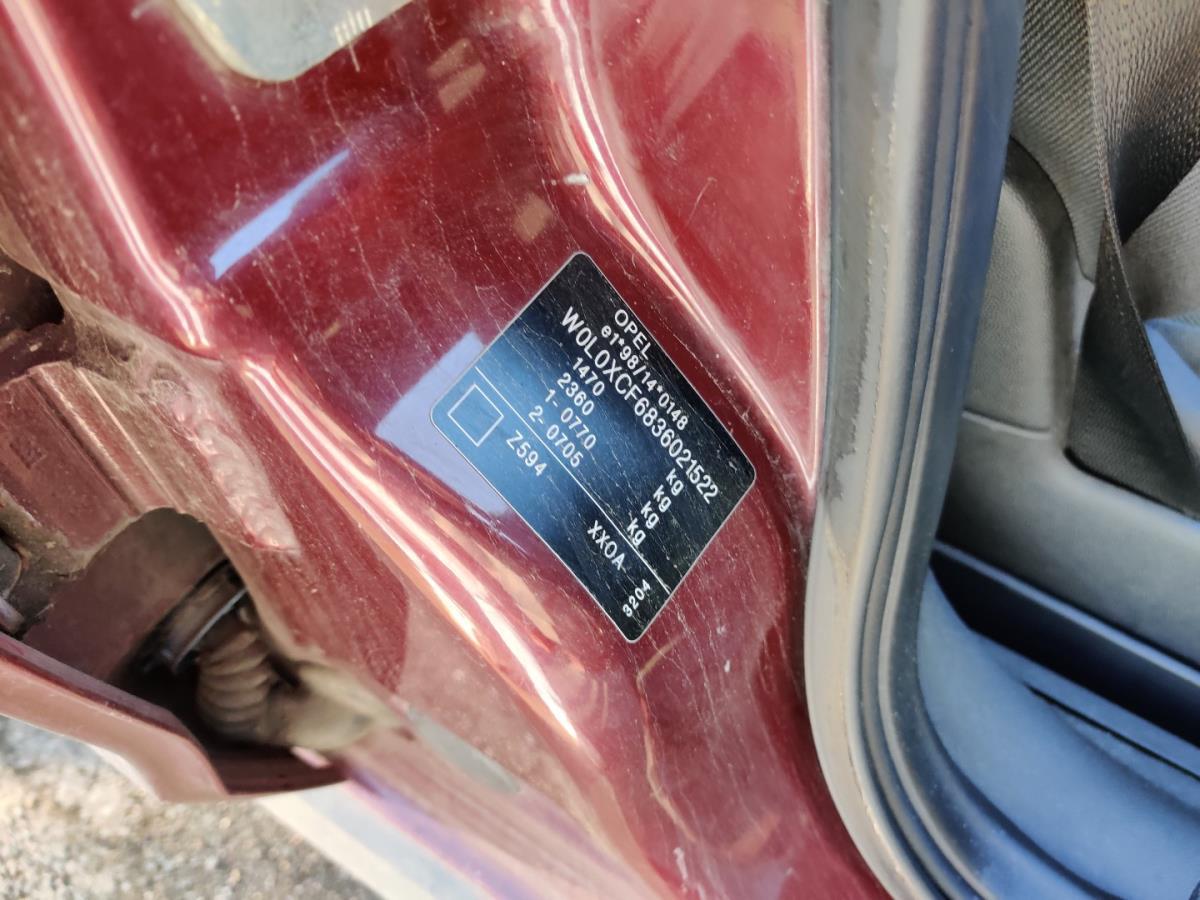 OPEL
e1*98/14*0148
W0L0XCF6836021522
1470 kg
2360 kg
1- 0770 kg
2- 0705 kg
Z594 XX0A 3204